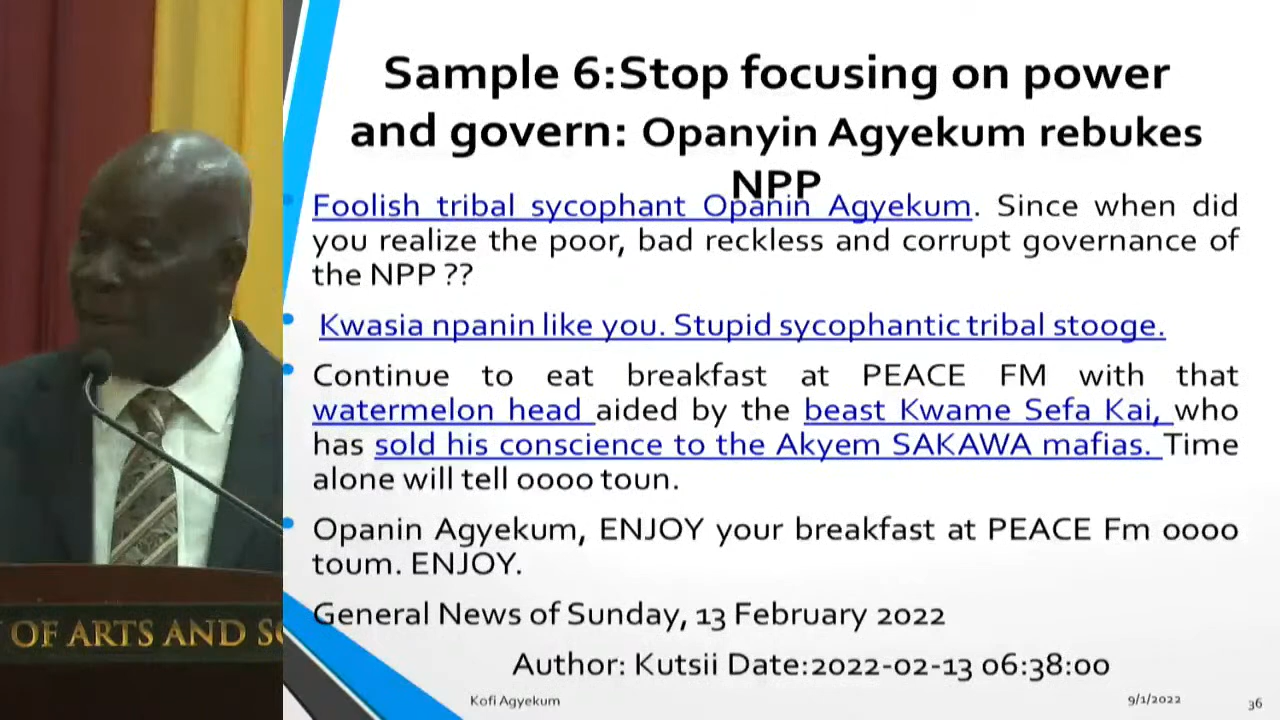 Sample 6:Stop focusing on power
and govern: Opanyin Agyekum rebukes
NPP
Foolish tribal sycophant Opanin Agyekum. Since when did
you realize the poor, bad reckless and corrupt governance of
the NPP ??
Kwasia npanin like you. Stupid sycophantic tribal stooge.
Continue to eat breakfast at PEACE FM with that
watermelon head aided by the beast Kwame Sefa Kai, who
has sold his conscience to the Akyem SAKAWA mafias. Time
alone will tell oooo toun.
Opanin Agyekum, ENJOY your breakfast at PEACE Fm oooo
toum. ENJOY.
General News of Sunday, 13 February 2022
Author: Kutsii Date:2022-02-13 06:38:00
Kofi Agyekum
9/1/2022
36
OF ARTS AND